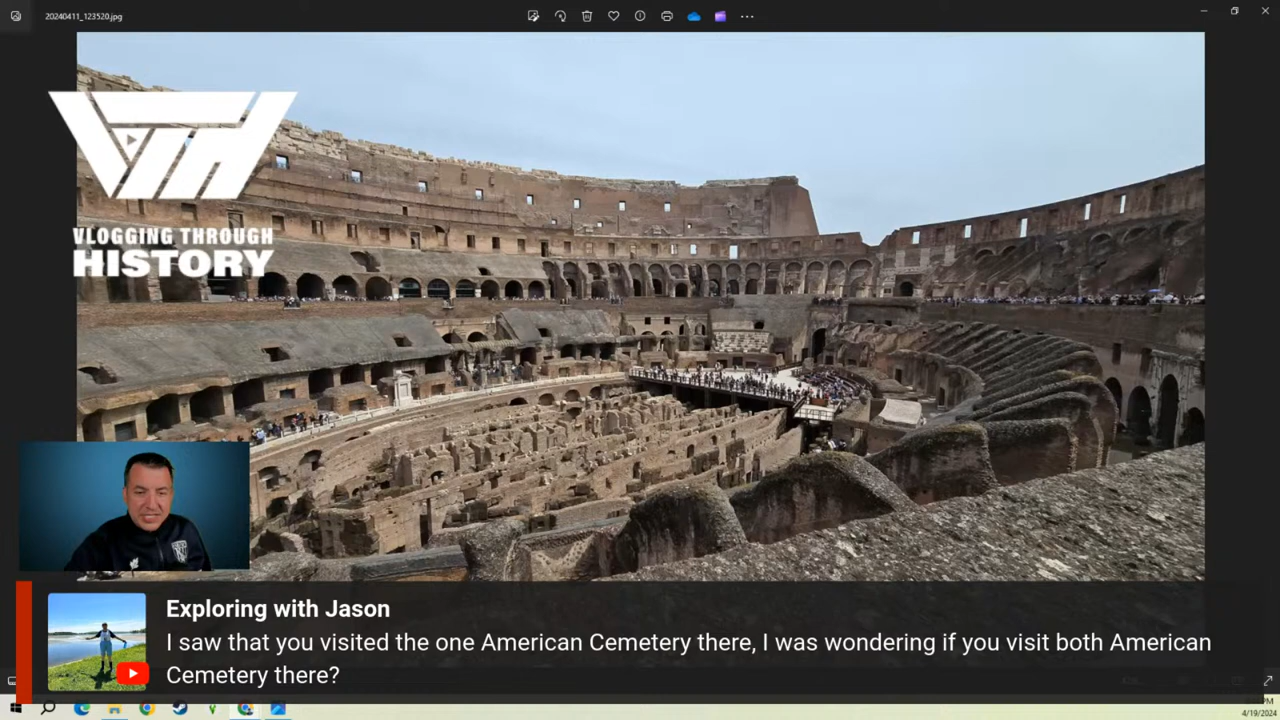 20240411_123520.jpg
VTH
VLOGGING THROUGH
HISTORY
Exploring with Jason
I saw that you visited the one American Cemetery there, I was wondering if you visit both American
Cemetery there?
4/19/2024